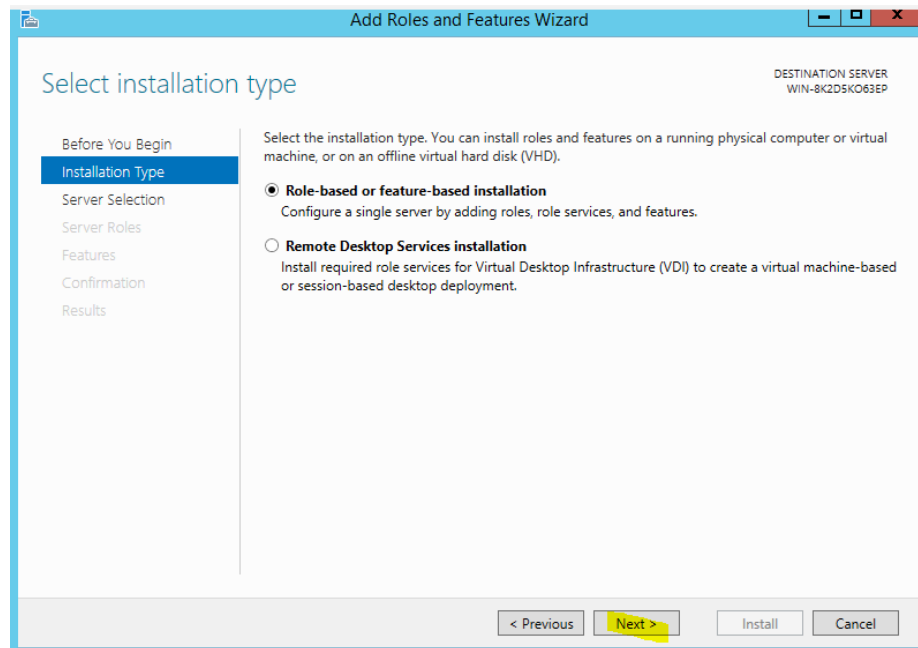 Add Roles and Features Wizard
Select installation type
DESTINATION SERVER
WIN-8K2D5KO63EP
Before You Begin
Installation Type
Server Selection
Server Roles
Features
Confirmation
Results
Select the installation type. You can install roles and features on a running physical computer or virtual
machine, or on an offline virtual hard disk (VHD).
Role-based or feature-based installation
Configure a single server by adding roles, role services, and features.
Remote Desktop Services installation
Install required role services for Virtual Desktop Infrastructure (VDI) to create a virtual machine-based
or session-based desktop deployment.
< Previous Next > Install Cancel